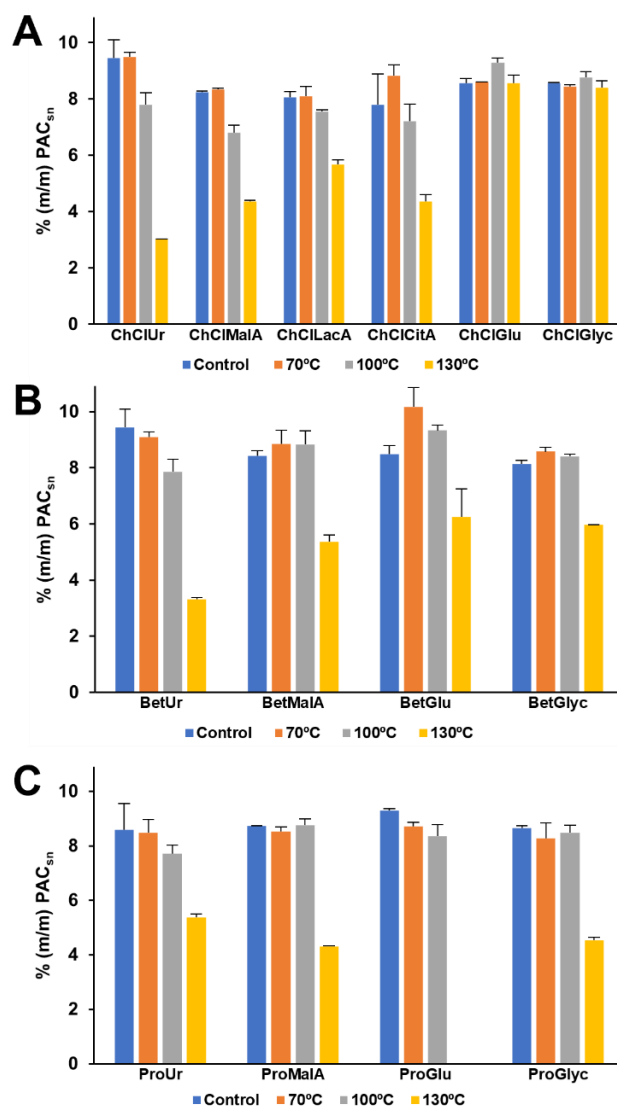 A
% (m/m) PACsn
10
8
6
4
2
0
ChClUr ChClMalA ChClLacA ChClCitA ChClGlu ChClGlyc
Control 70ºC 100ºC 130ºC
B
% (m/m) PACsn
10
8
6
4
2
0
BetUr BetMalA BetGlu BetGlyc
Control 70ºC 100ºC 130ºC
C
% (m/m) PACsn
10
8
6
4
2
0
ProUr ProMalA ProGlu ProGlyc
Control 70ºC 100ºC 130ºC